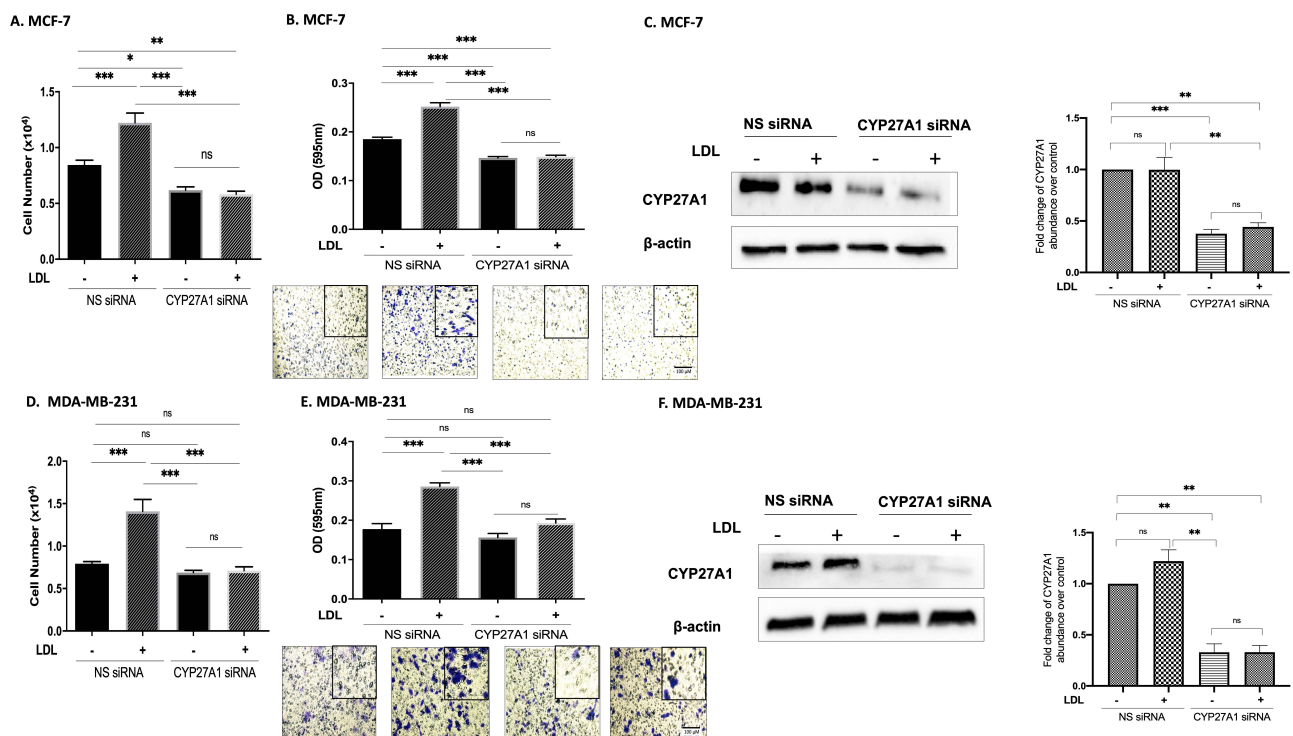 A. MCF-7
**
*
*** ***
***
ns
1.5
1.0
0.5
0.0
Cell Number (x10⁴)
LDL - + - +
NS siRNA CYP27A1 siRNA
B. MCF-7
***
***
*** ***
***
ns
0.3
0.2
0.1
0.0
OD (595nm)
LDL - + - +
NS siRNA CYP27A1 siRNA
100 µM
C. MCF-7
NS siRNA CYP27A1 siRNA
LDL - + - +
CYP27A1
β-actin
**
***
ns **
ns
1.5
1.0
0.5
0.0
Fold change of CYP27A1
abundance over control
LDL - + - +
NS siRNA CYP27A1 siRNA
D. MDA-MB-231
ns
ns
*** ***
***
ns
2.0
1.5
1.0
0.5
0.0
Cell Number (x10⁴)
LDL - + - +
NS siRNA CYP27A1 siRNA
E. MDA-MB-231
ns
ns
*** ***
***
ns
0.4
0.3
0.2
0.1
0.0
OD (595nm)
LDL - + - +
NS siRNA CYP27A1 siRNA
100 µM
F. MDA-MB-231
NS siRNA CYP27A1 siRNA
LDL - + - +
CYP27A1
β-actin
**
**
ns **
ns
1.5
1.0
0.5
0.0
Fold change of CYP27A1
abundance over control
LDL - + - +
NS siRNA CYP27A1 siRNA